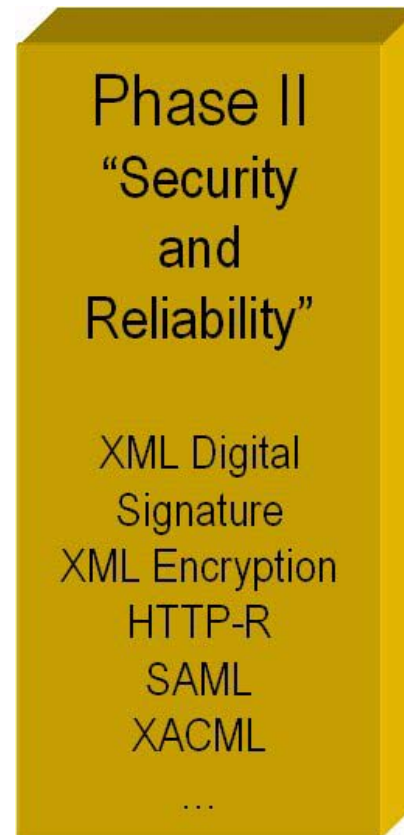 Phase II
“Security
and
Reliability”
XML Digital
Signature
XML Encryption
HTTP-R
SAML
XACML
...